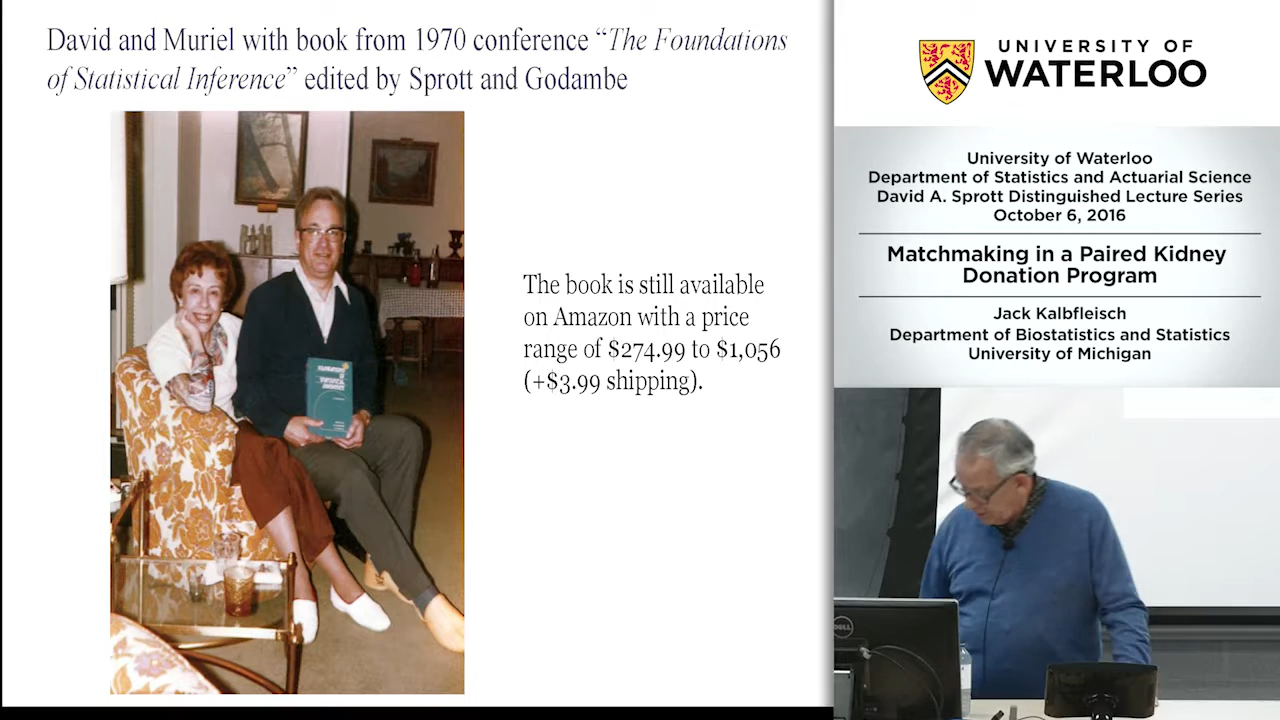 David and Muriel with book from 1970 conference “The Foundations
of Statistical Inference” edited by Sprott and Godambe
The book is still available
on Amazon with a price
range of $274.99 to $1,056
(+$3.99 shipping).
UNIVERSITY OF
WATERLOO
University of Waterloo
Department of Statistics and Actuarial Science
David A. Sprott Distinguished Lecture Series
October 6, 2016
Matchmaking in a Paired Kidney
Donation Program
Jack Kalbfleisch
Department of Biostatistics and Statistics
University of Michigan
DELL